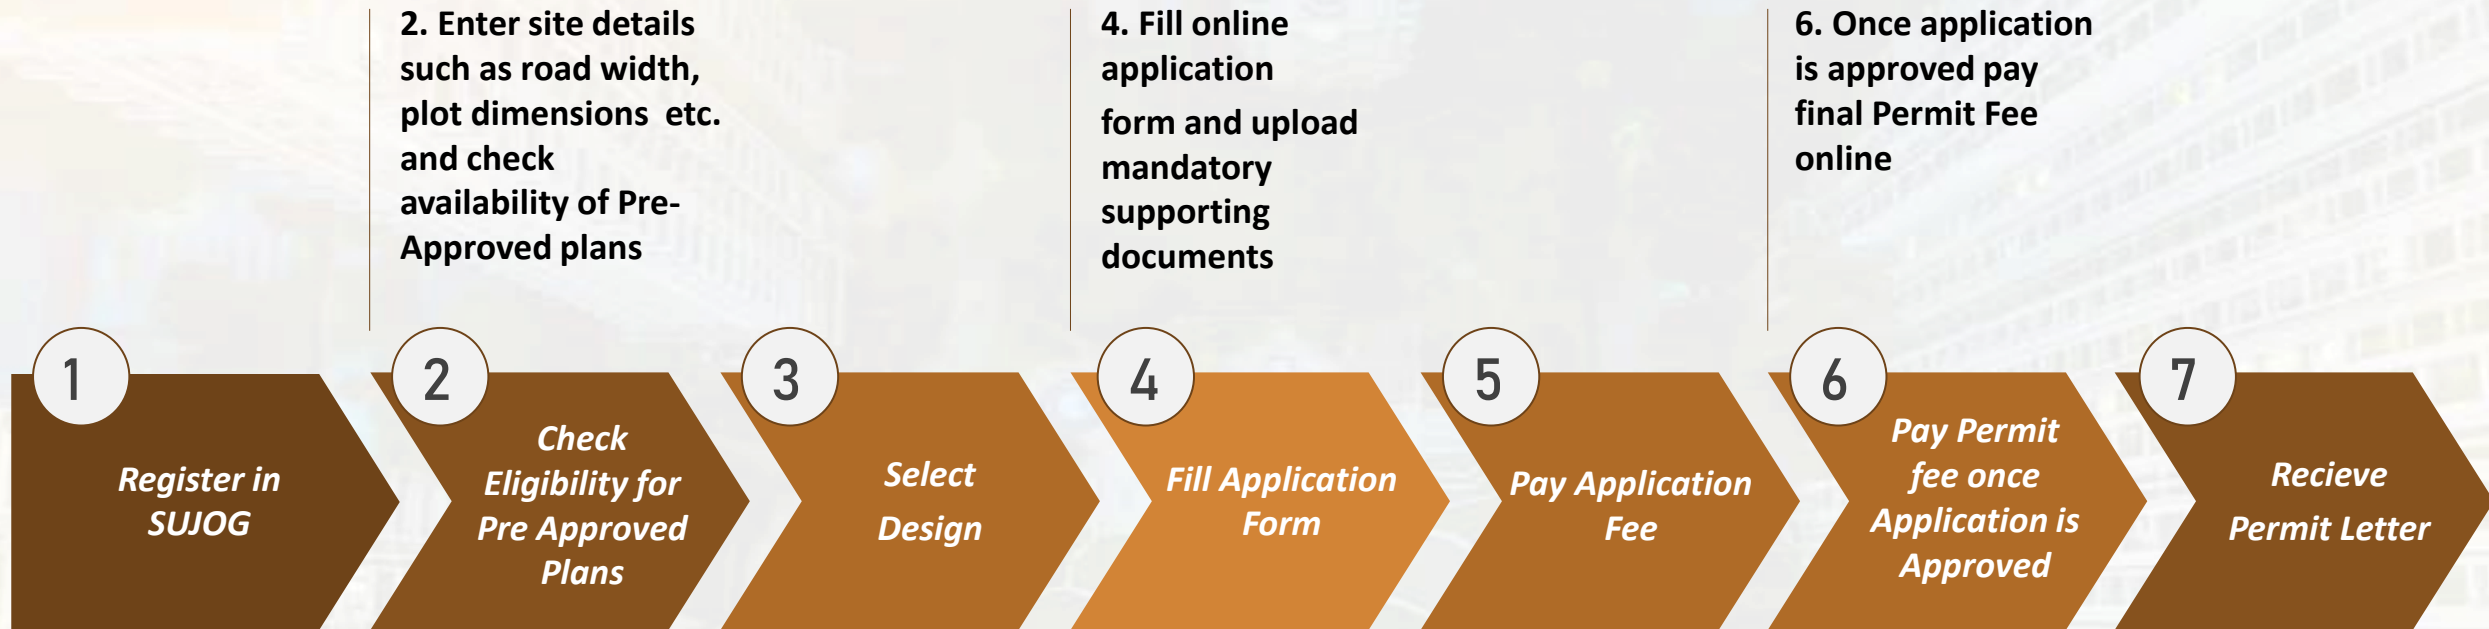 2. Enter site details
such as road width,
plot dimensions  etc.
and check
availability of Pre-
Approved plans
4. Fill online
application
form and upload
mandatory
supporting
documents
6. Once application
is approved pay
final Permit Fee
online
1
Register in
SUJOG
2
Check
Eligibility for
Pre Approved
Plans
3
Select
Design
4
Fill Application
Form
5
Pay Application
Fee
6
Pay Permit
fee once
Application is
Approved
7
Recieve
Permit Letter